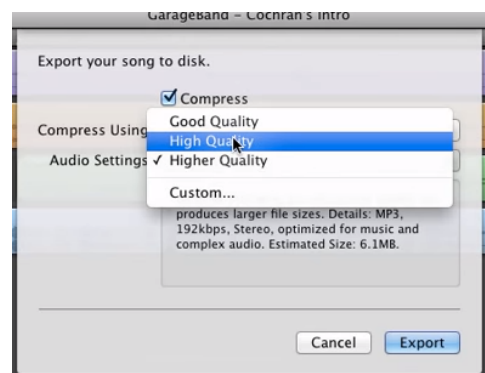 GarageBand - Cochran's Intro
Export your song to disk.
Compress
Good Quality
Compress Using
High Quality
Audio Settings ✓ Higher Quality
Custom...
produces larger file sizes. Details: MP3,
192kbps, Stereo, optimized for music and
complex audio. Estimated Size: 6.1MB.
Cancel Export